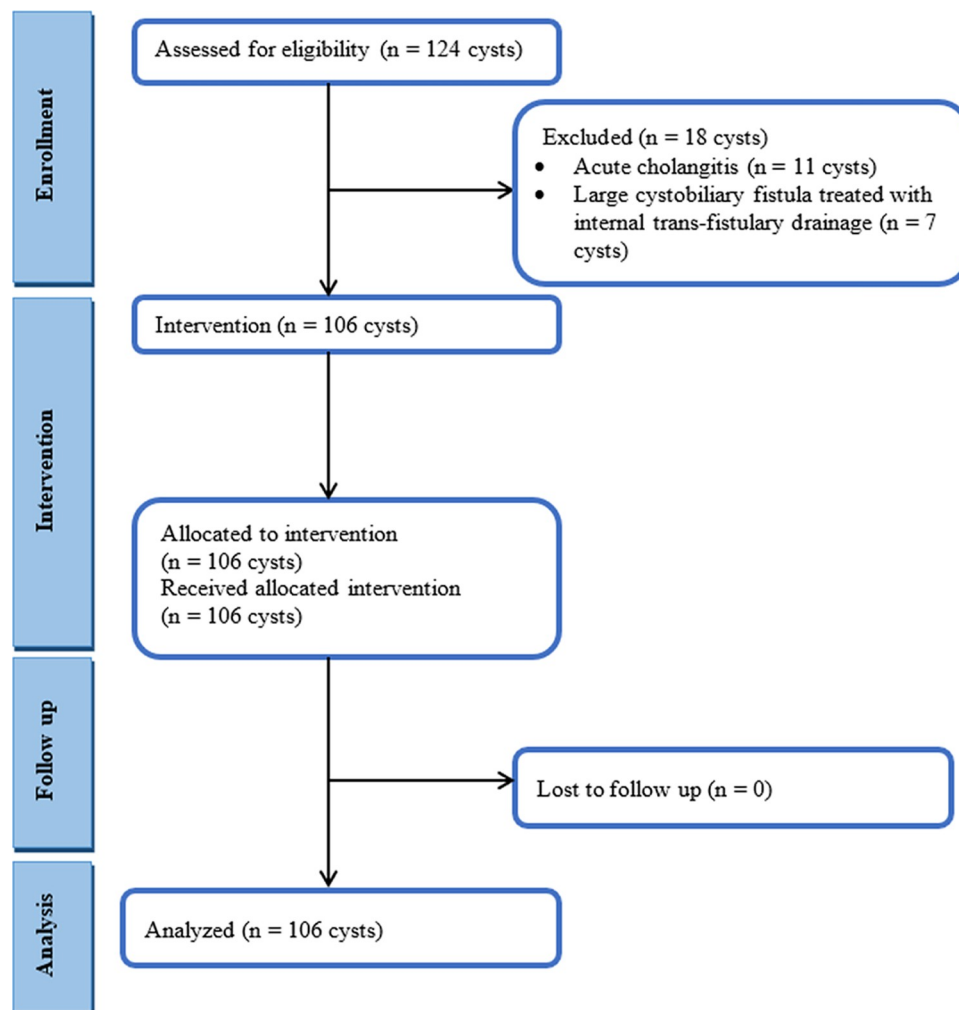 Enrollment
Assessed for eligibility (n = 124 cysts)
Excluded (n = 18 cysts)
• Acute cholangitis (n = 11 cysts)
• Large cystobiliary fistula treated with
internal trans-fistulary drainage (n = 7
cysts)
Intervention
Intervention (n = 106 cysts)
Allocated to intervention
(n = 106 cysts)
Received allocated intervention
(n = 106 cysts)
Follow up
Lost to follow up (n = 0)
Analysis
Analyzed (n = 106 cysts)